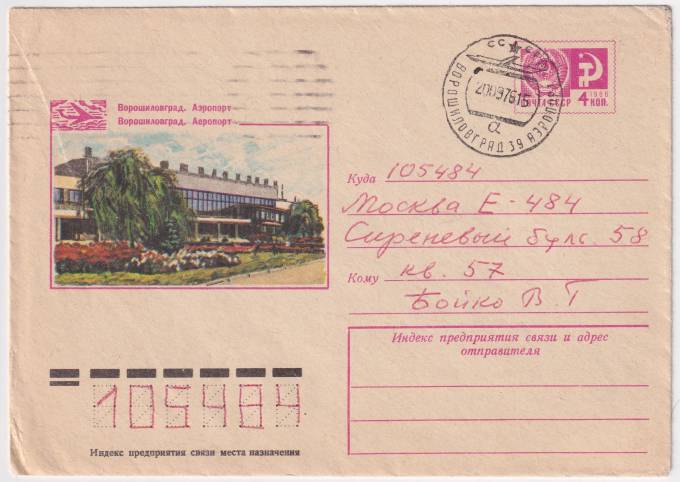 Ворошиловград. Аэропорт
Ворошиловград. Аеропорт
СССР
ВОРОШИЛОВГРАД 39 АЭРОПОРТ
а
ПОЧТА СССР
1966
4 КОП.
Куда 105484
Москва Е-484
Сиреневый бульв. 58
Кому кв. 57
Бойко В. Г
Индекс предприятия связи и адрес
отправителя
105484
Индекс предприятия связи места назначения